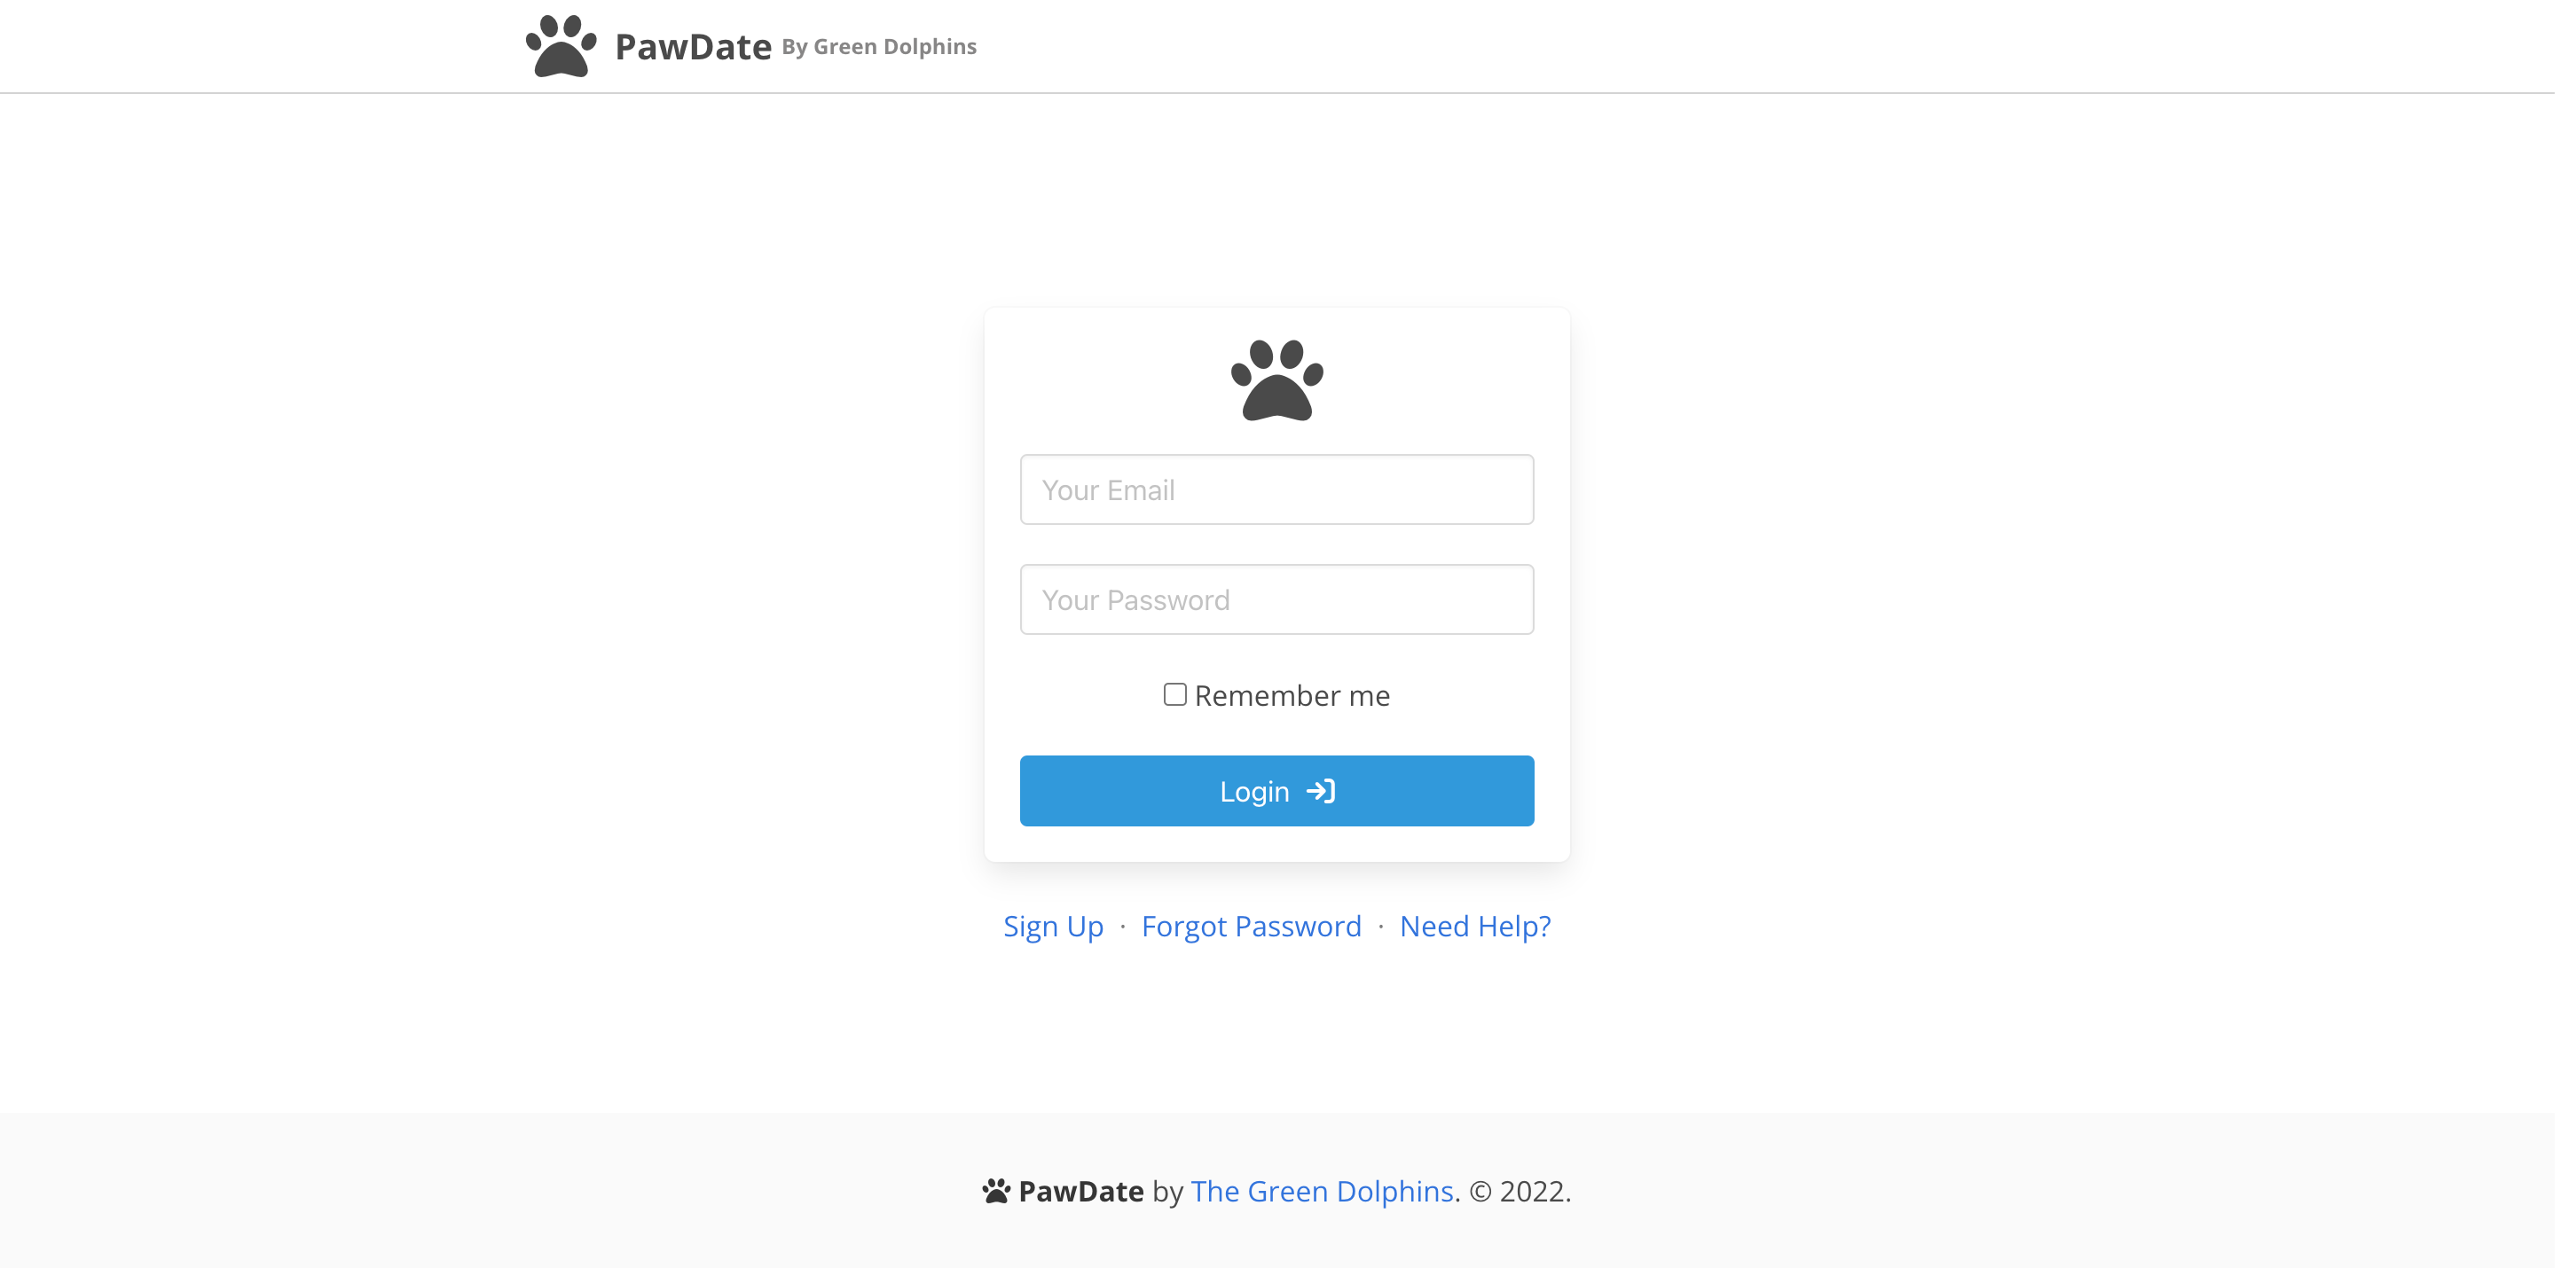 PawDate By Green Dolphins
Your Email
Your Password
Remember me
Login
Sign Up · Forgot Password · Need Help?
PawDate by The Green Dolphins. © 2022.